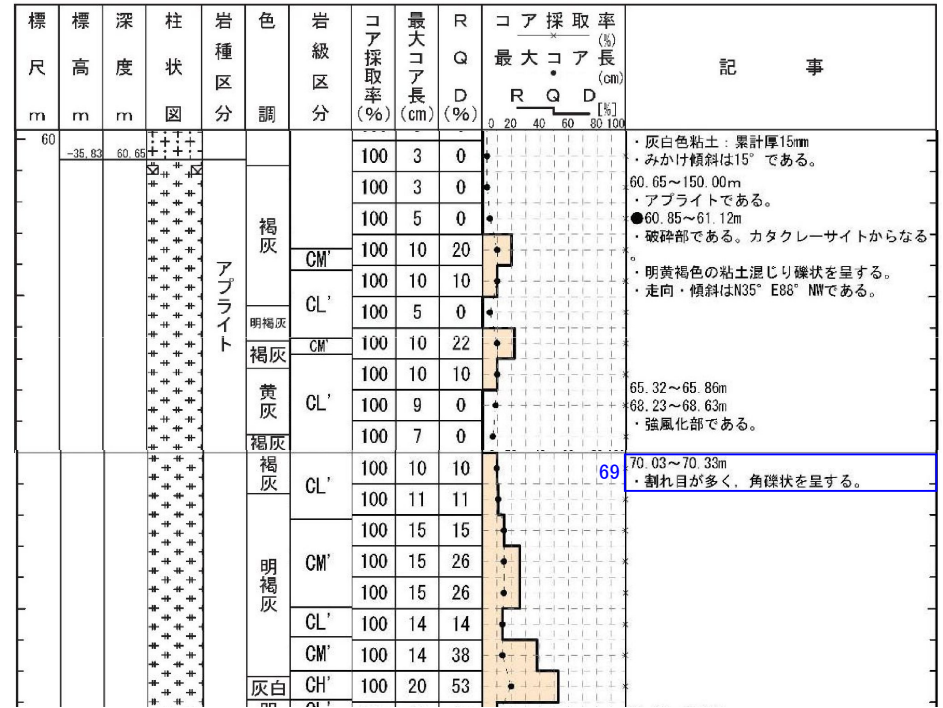 標尺m
標高m
深度m
柱状図
岩種区分
色調
岩級区分
コア採取率(%)
最大コア長(cm)
RQD(%)
コア採取率(%)
最大コア長(cm)
RQD[%]
0 20 40 60 80 100
60
-35.83 60.65
アプライト
褐灰
明褐灰
褐灰
黄灰
褐灰
褐灰
明褐灰
灰白
CM'
CL'
CM'
CL'
CL'
CM'
CL'
CM'
CH'
100 3 0
100 3 0
100 5 0
100 10 20
100 10 10
100 5 0
100 10 22
100 10 10
100 9 0
100 7 0
100 10 10
100 11 11
100 15 15
100 15 26
100 15 26
100 14 14
100 14 38
100 20 53
記事
・灰白色粘土：累計厚15mm
・みかけ傾斜は15°である。
60.65～150.00m
・アプライトである。
●60.85～61.12m
・破砕部である。カタクレーサイトからなる
。
・明黄褐色の粘土混じり礫状を呈する。
・走向・傾斜はN35°E88°NWである。
65.32～65.86m
68.23～68.63m
・強風化部である。
69
70.03～70.33m
・割れ目が多く，角礫状を呈する。